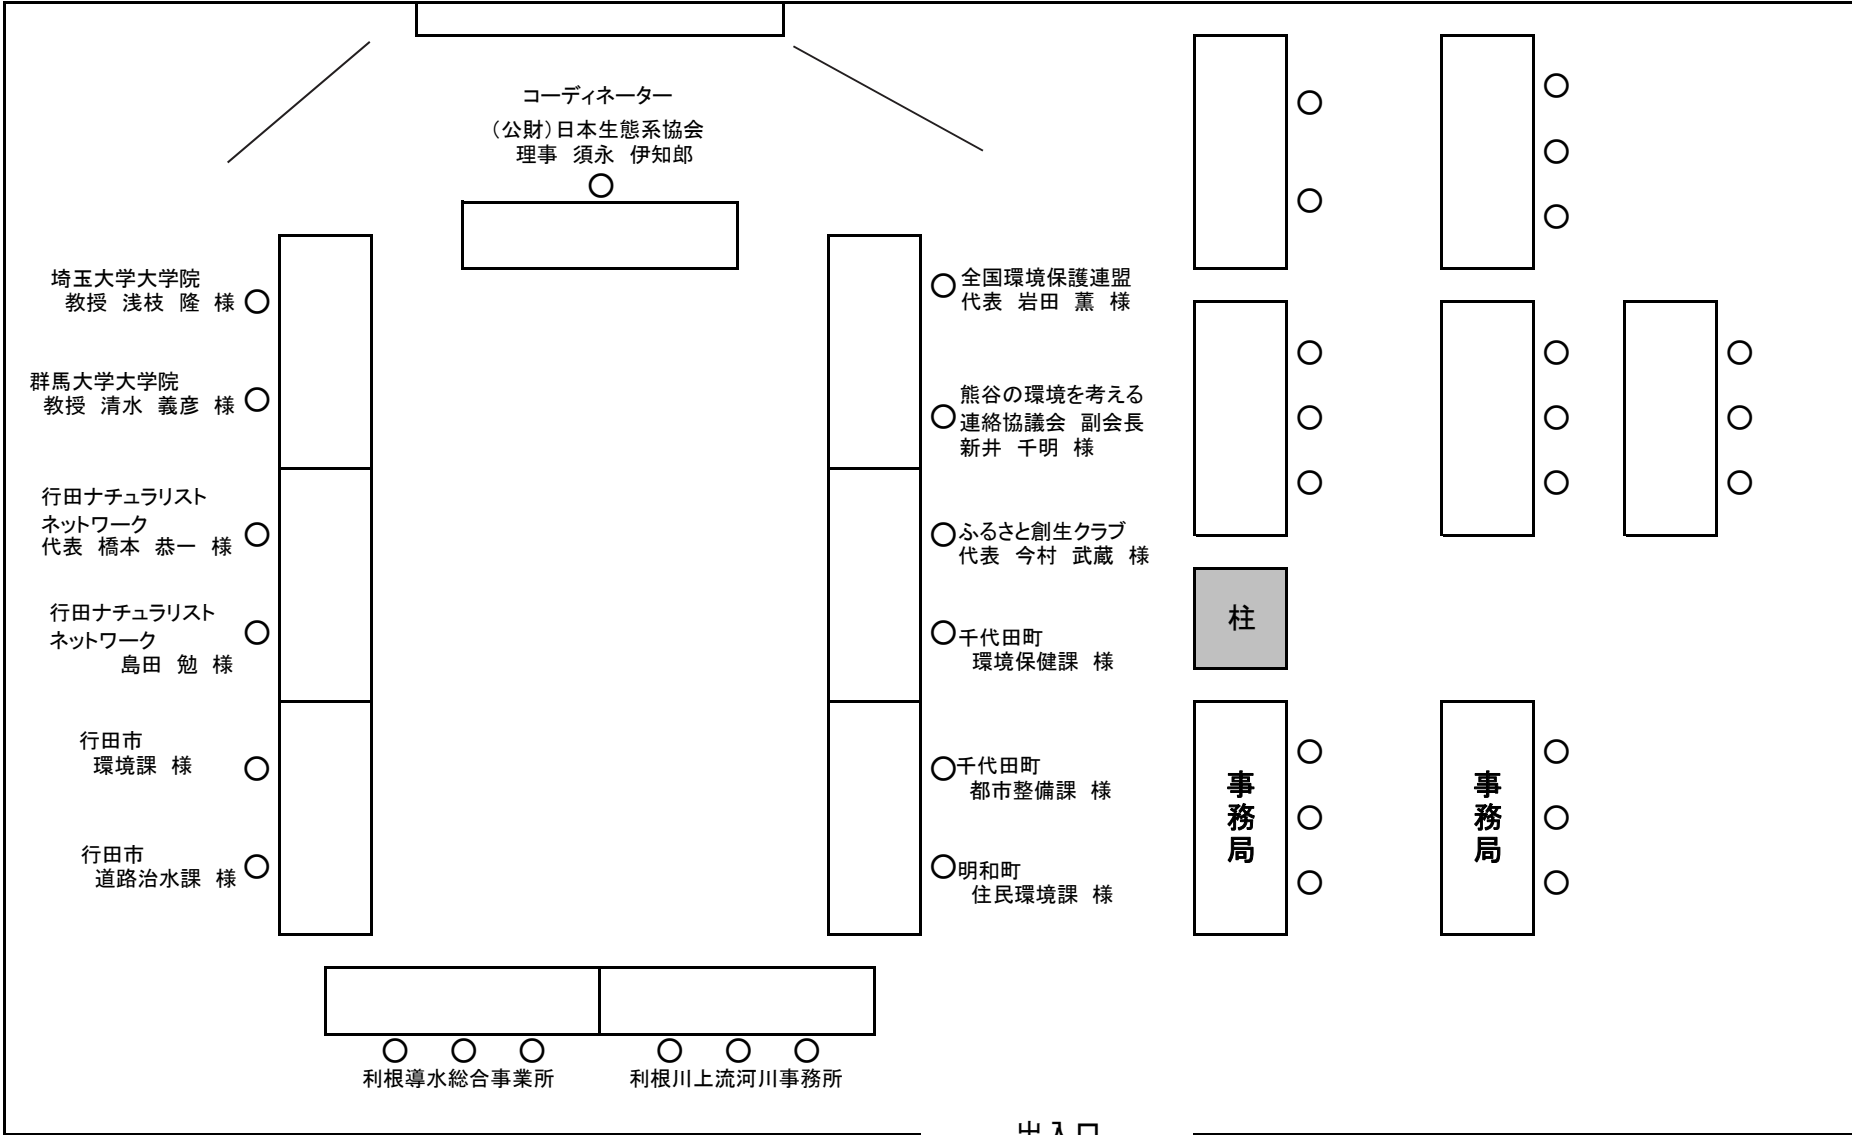 コーディネーター
（公財）日本生態系協会
理事　須永　伊知郎
埼玉大学大学院
教授　浅枝　隆　様
群馬大学大学院
教授　清水　義彦　様
行田ナチュラリスト
ネットワーク
代表　橋本　恭一　様
行田ナチュラリスト
ネットワーク
島田　勉　様
行田市
環境課　様
行田市
道路治水課　様
全国環境保護連盟
代表　岩田　薫　様
熊谷の環境を考える
連絡協議会　副会長
新井　千明　様
ふるさと創生クラブ
代表　今村　武蔵　様
千代田町
環境保健課　様
千代田町
都市整備課　様
明和町
住民環境課　様
柱
事務局
事務局
利根導水総合事業所
利根川上流河川事務所
出入口